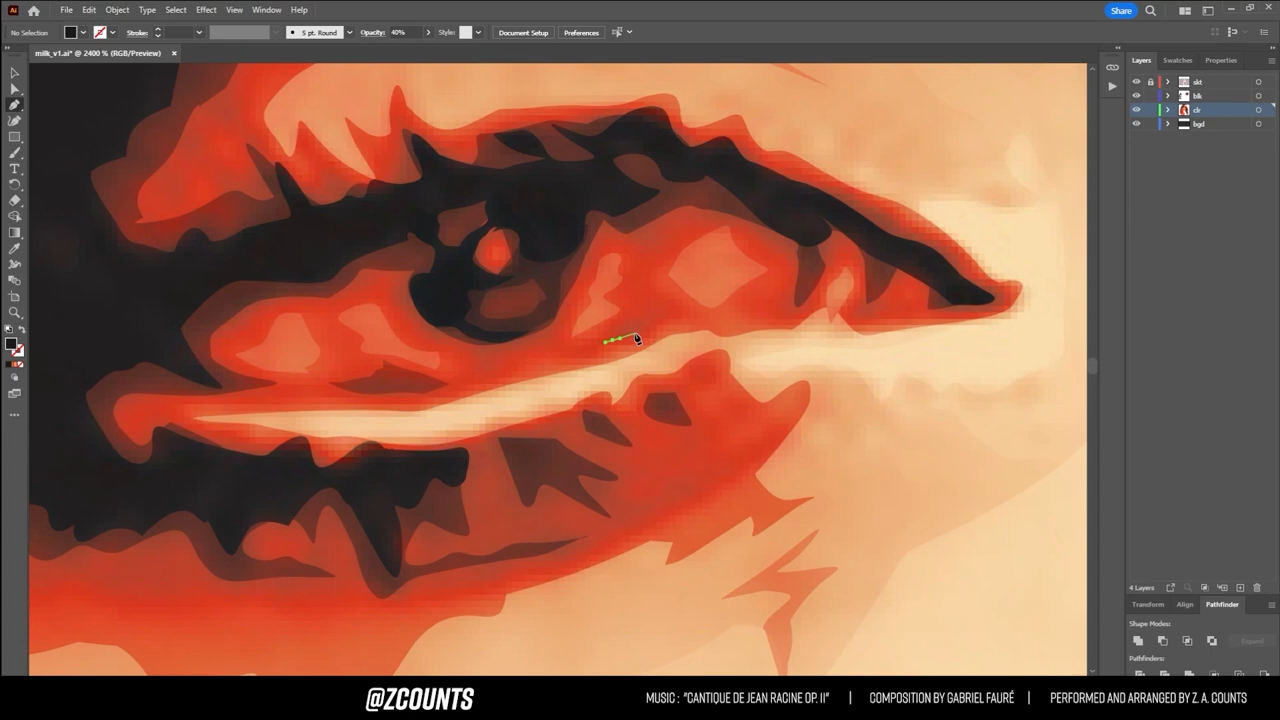 Ai File Edit Object Type Select Effect View Window Help Share
No Selection Stroke: 5 pt. Round Opacity: 40% Style: Document Setup Preferences
milk_v1.ai* @ 2400 % (RGB/Preview) ×
Layers Swatches Properties
skt
blk
clr
bgd
4 Layers
Transform Align Pathfinder
Shape Modes:
Expand
Pathfinders:
@ZCOUNTS MUSIC : "CANTIQUE DE JEAN RACINE OP. 11" | COMPOSITION BY GABRIEL FAURÉ | PERFORMED AND ARRANGED BY Z. A. COUNTS